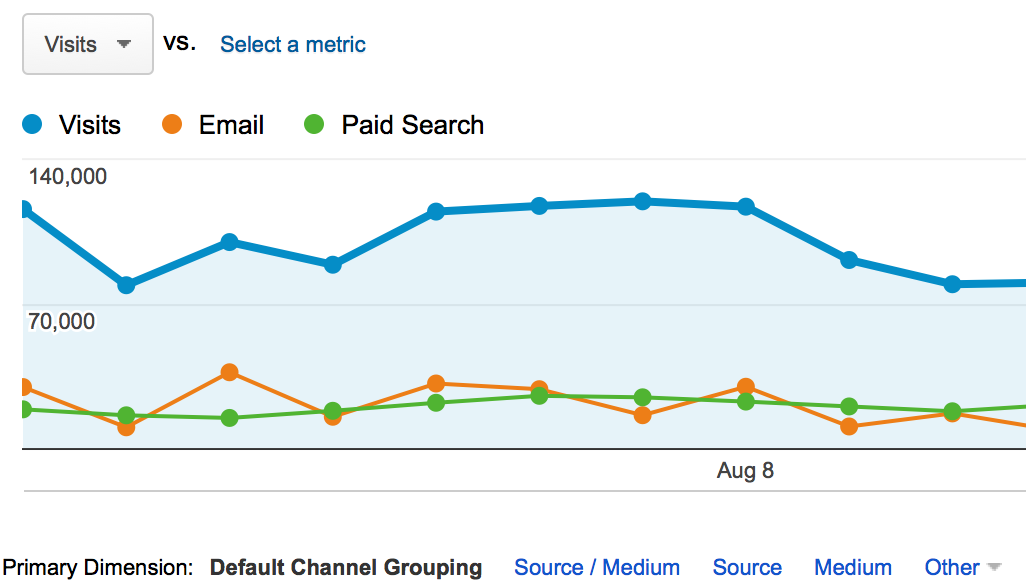 Visits vs. Select a metric
Visits Email Paid Search
140,000
70,000
Aug 8
Primary Dimension: Default Channel Grouping Source / Medium Source Medium Other